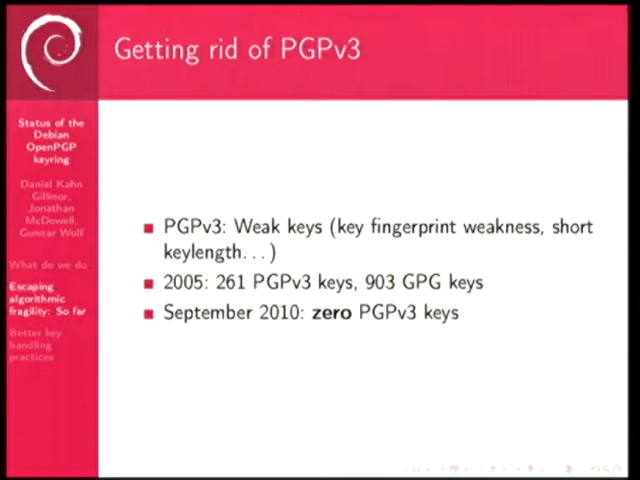 Getting rid of PGPv3
Status of the
Debian
OpenPGP
keyring
Daniel Kahn
Gillmor,
Jonathan
McDowell,
Gunnar Wolf
What do we do
Escaping
algorithmic
fragility: So far
Better key
handling
practices
PGPv3: Weak keys (key fingerprint weakness, short
keylength...)
2005: 261 PGPv3 keys, 903 GPG keys
September 2010: zero PGPv3 keys